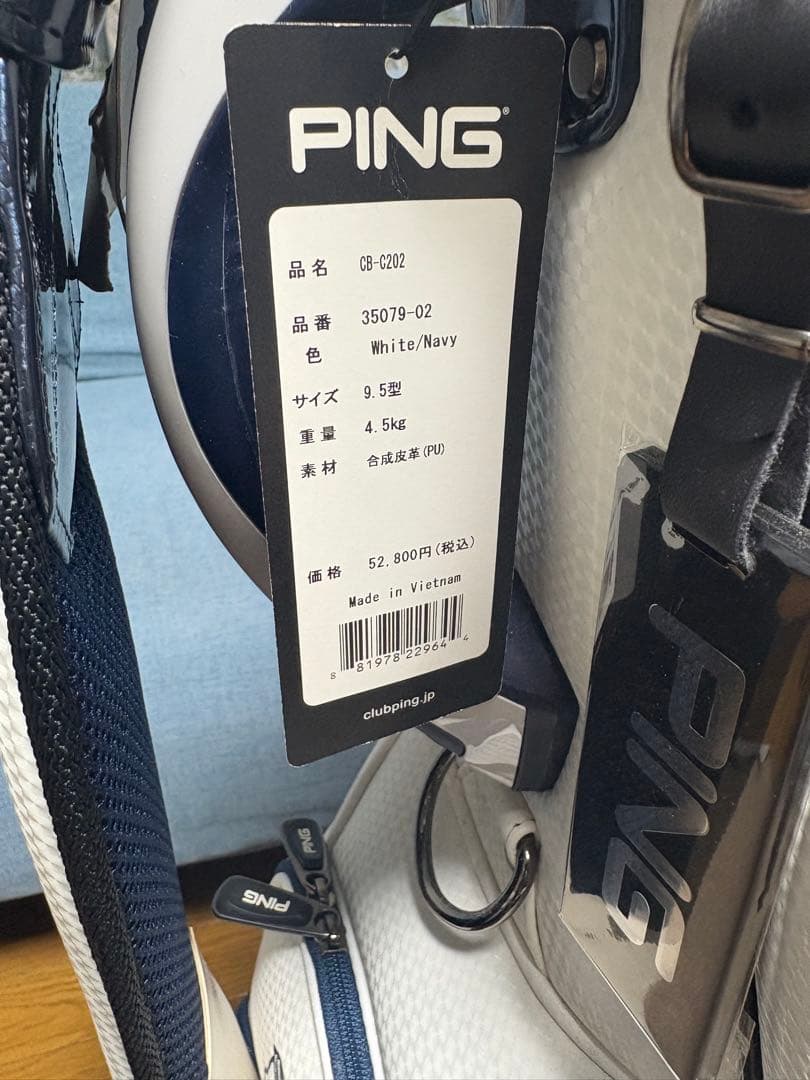 PING®
品名 CB-C202
品番 35079-02
色 White/Navy
サイズ 9.5型
重量 4.5kg
素材 合成皮革(PU)
価格 52,800円(税込)
Made in Vietnam
8 81978 22964 4
clubping.jp
PING
PING
PING